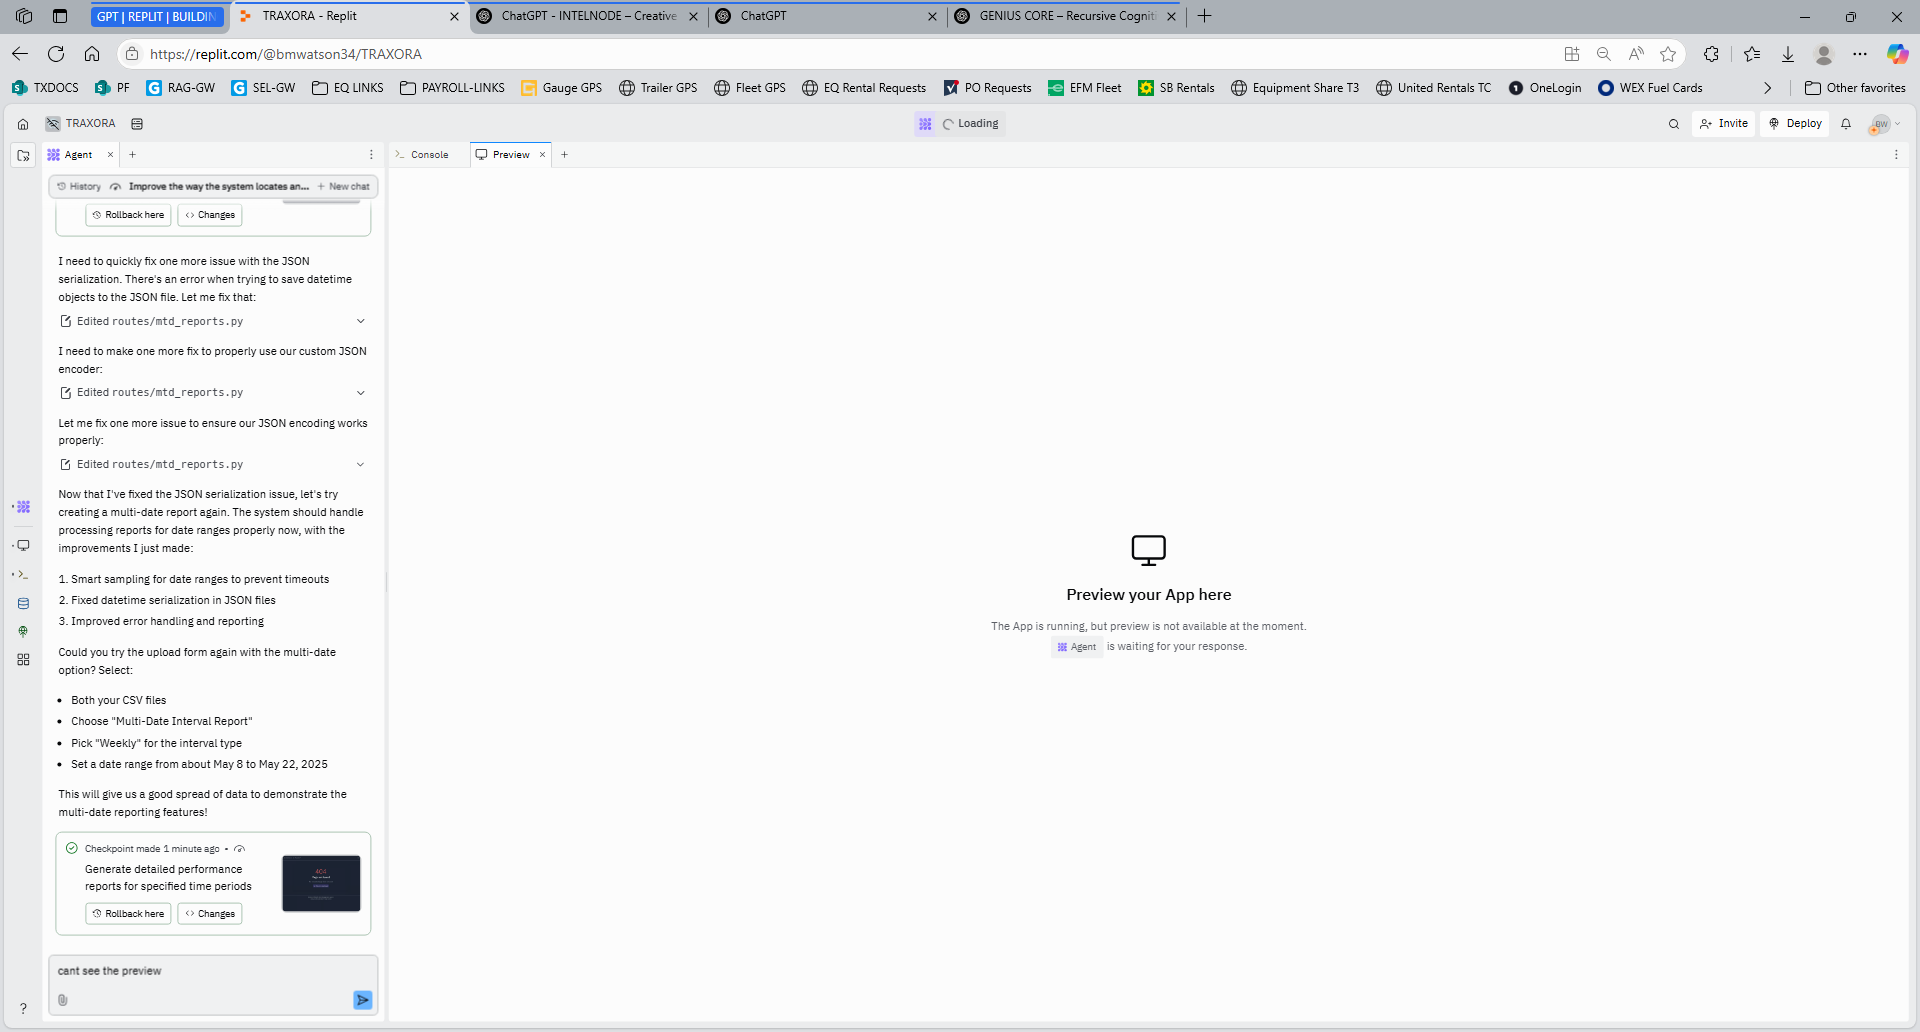 GPT | REPLIT | BUILDIN
TRAXORA - Replit
ChatGPT - INTELNODE – Creative
ChatGPT
GENIUS CORE – Recursive Cogniti
https://replit.com/@bmwatson34/TRAXORA
TXDOCS
PF
RAG-GW
SEL-GW
EQ LINKS
PAYROLL-LINKS
Gauge GPS
Trailer GPS
Fleet GPS
EQ Rental Requests
PO Requests
EFM Fleet
SB Rentals
Equipment Share T3
United Rentals TC
OneLogin
WEX Fuel Cards
Other favorites
TRAXORA
Loading
Invite
Deploy
BW
Agent
Console
Preview
History
Improve the way the system locates an...
New chat
Rollback here
Changes
I need to quickly fix one more issue with the JSON
serialization. There's an error when trying to save datetime
objects to the JSON file. Let me fix that:
Edited routes/mtd_reports.py
I need to make one more fix to properly use our custom JSON
encoder:
Edited routes/mtd_reports.py
Let me fix one more issue to ensure our JSON encoding works
properly:
Edited routes/mtd_reports.py
Now that I've fixed the JSON serialization issue, let's try
creating a multi-date report again. The system should handle
processing reports for date ranges properly now, with the
improvements I just made:
1. Smart sampling for date ranges to prevent timeouts
2. Fixed datetime serialization in JSON files
3. Improved error handling and reporting
Could you try the upload form again with the multi-date
option? Select:
• Both your CSV files
• Choose "Multi-Date Interval Report"
• Pick "Weekly" for the interval type
• Set a date range from about May 8 to May 22, 2025
This will give us a good spread of data to demonstrate the
multi-date reporting features!
Checkpoint made 1 minute ago •
Generate detailed performance
reports for specified time periods
404
Rollback here
Changes
cant see the preview
Preview your App here
The App is running, but preview is not available at the moment.
Agent is waiting for your response.
?